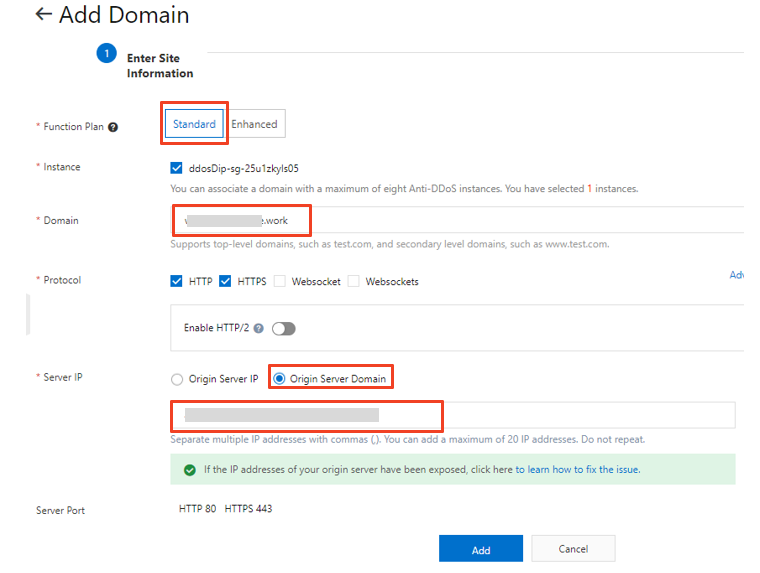 ← Add Domain
1
Enter Site
Information
* Function Plan ?
Standard Enhanced
* Instance
ddosDip-sg-25u1zkyls05
You can associate a domain with a maximum of eight Anti-DDoS instances. You have selected 1 instances.
* Domain
.work
Supports top-level domains, such as test.com, and secondary level domains, such as www.test.com.
* Protocol
HTTP HTTPS Websocket Websockets
Adv
Enable HTTP/2 ?
* Server IP
Origin Server IP Origin Server Domain
Separate multiple IP addresses with commas (,). You can add a maximum of 20 IP addresses. Do not repeat.
If the IP addresses of your origin server have been exposed, click here to learn how to fix the issue.
Server Port
HTTP 80 HTTPS 443
Add Cancel